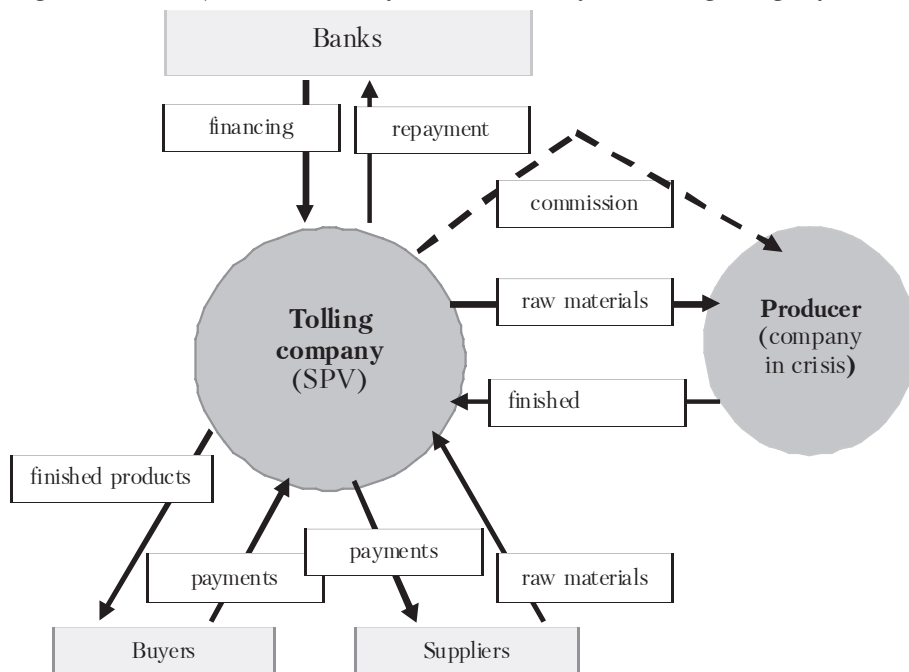 Banks
financing
repayment
commission
raw materials
Tolling
company
(SPV)
Producer
(company
in crisis)
finished
finished products
payments
payments
raw materials
Buyers
Suppliers